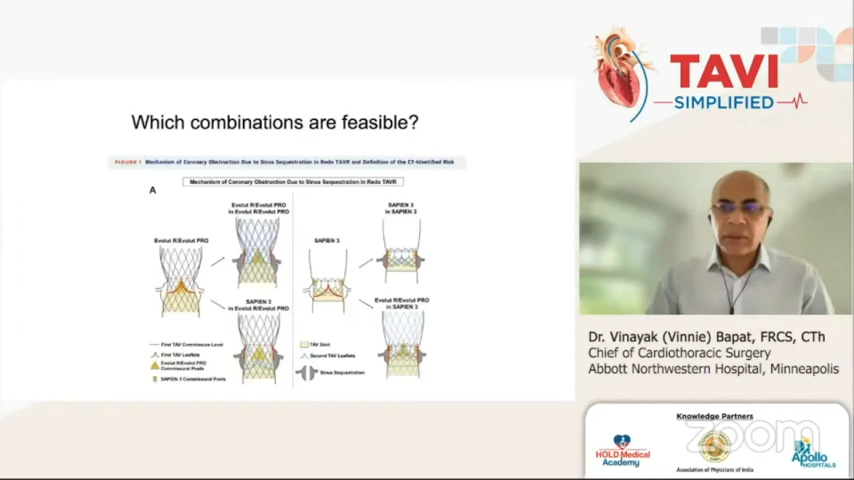 Which combinations are feasible?
FIGURE 1 Mechanism of Coronary Obstruction Due to Sinus Sequestration in Redo TAVR and Definition of the CT-Identified Risk
Mechanism of Coronary Obstruction Due to Sinus Sequestration in Redo TAVR
A
Evolut R/Evolut PRO
in Evolut R/Evolut PRO
SAPIEN 3
in SAPIEN 3
Evolut R/Evolut PRO
SAPIEN 3
SAPIEN 3
in Evolut R/Evolut PRO
Evolut R/Evolut PRO
in SAPIEN 3
First TAV Commissure Level
First TAV Leaflets
Evolut R/Evolut PRO
Commissural Posts
SAPIEN 3 Commissural Posts
TAV Skirt
Second TAV Leaflets
Sinus Sequestration
TAVI
SIMPLIFIED
Dr. Vinayak (Vinnie) Bapat, FRCS, CTh
Chief of Cardiothoracic Surgery
Abbott Northwestern Hospital, Minneapolis
Knowledge Partners
zoom
HOLD Medical
Academy
Association of Physicians of India
Apollo
HOSPITALS